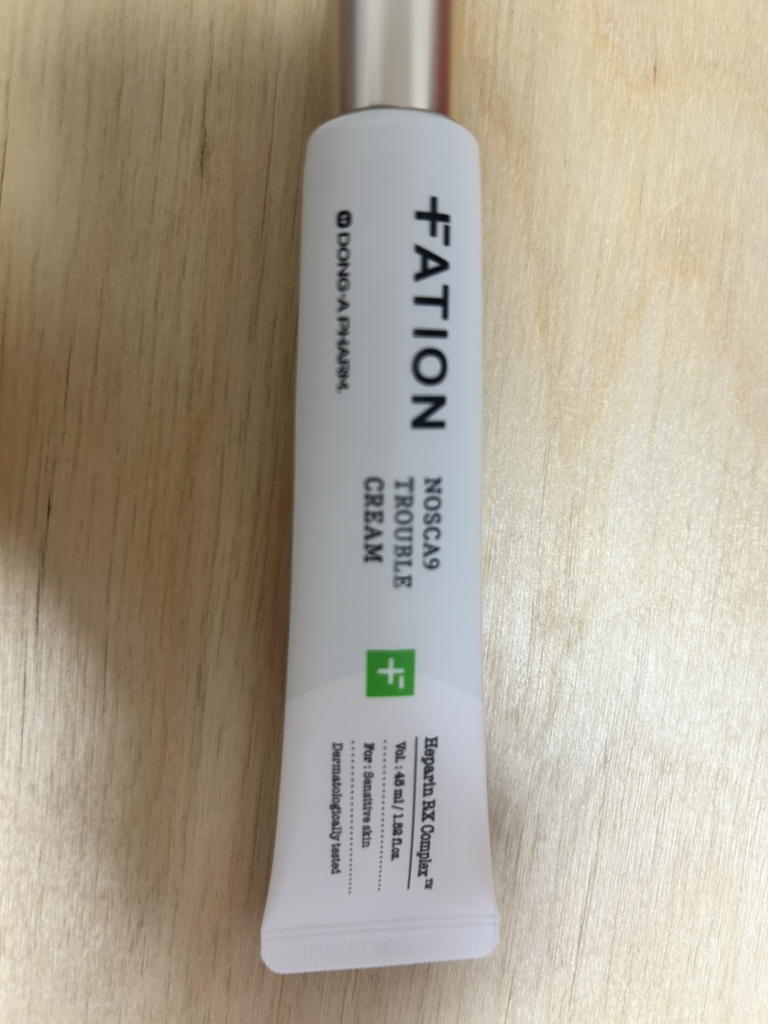 FATION
DONG-A PHARM.
NOSCA9
TROUBLE
CREAM
Heparin RX Complex™
Vol. : 45 ml / 1.52 fl.oz.
For : Sensitive skin
Dermatologically tested